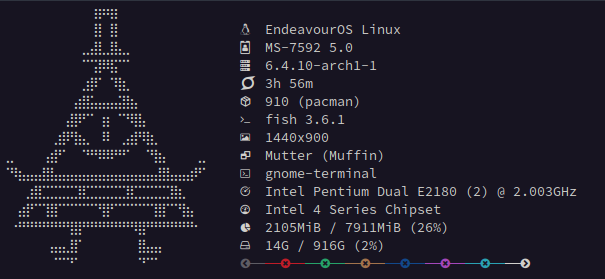 EndeavourOS Linux
MS-7592 5.0
6.4.10-arch1-1
3h 56m
910 (pacman)
fish 3.6.1
1440x900
Mutter (Muffin)
gnome-terminal
Intel Pentium Dual E2180 (2) @ 2.003GHz
Intel 4 Series Chipset
2105MiB / 7911MiB (26%)
14G / 916G (2%)